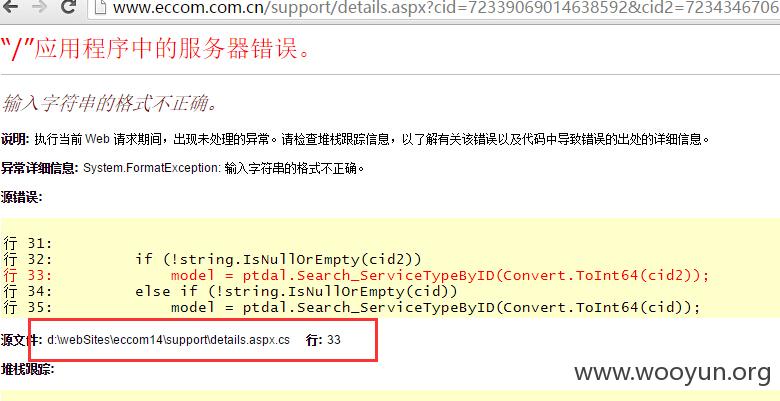 www.eccom.com.cn/support/details.aspx?cid=72339069014638592&cid2=7234346706
“/”应用程序中的服务器错误。
输入字符串的格式不正确。
说明: 执行当前 Web 请求期间，出现未处理的异常。请检查堆栈跟踪信息，以了解有关该错误以及代码中导致错误的出处的详细信息。
异常详细信息: System.FormatException: 输入字符串的格式不正确。
源错误:
行 31:
行 32: if (!string.IsNullOrEmpty(cid2))
行 33: model = ptdal.Search_ServiceTypeByID(Convert.ToInt64(cid2));
行 34: else if (!string.IsNullOrEmpty(cid))
行 35: model = ptdal.Search_ServiceTypeByID(Convert.ToInt64(cid));
源文件: d:\webSites\eccom14\support\details.aspx.cs 行: 33
堆栈跟踪:
www.wooyun.org